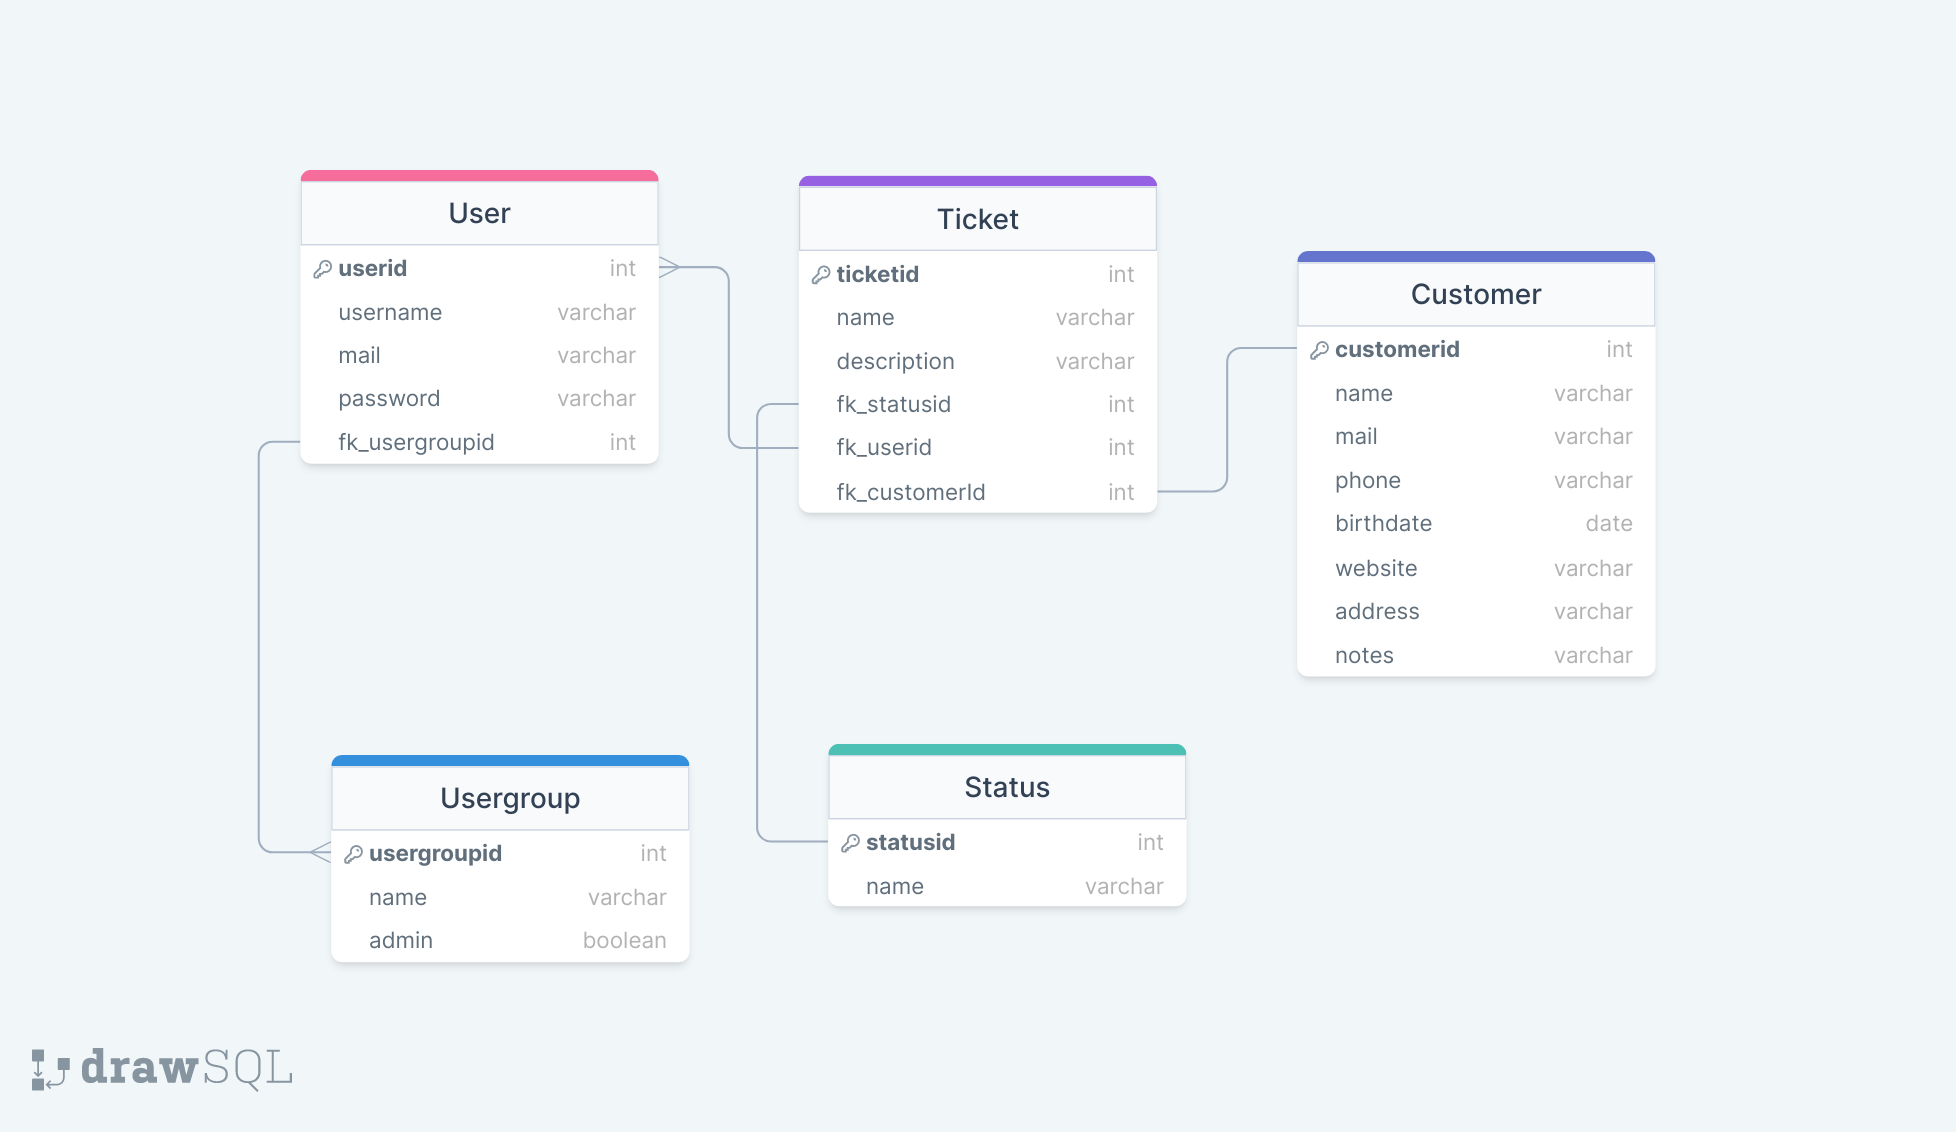 User
userid int
username varchar
mail varchar
password varchar
fk_usergroupid int
Ticket
ticketid int
name varchar
description varchar
fk_statusid int
fk_userid int
fk_customerId int
Customer
customerid int
name varchar
mail varchar
phone varchar
birthdate date
website varchar
address varchar
notes varchar
Usergroup
usergroupid int
name varchar
admin boolean
Status
statusid int
name varchar
drawSQL